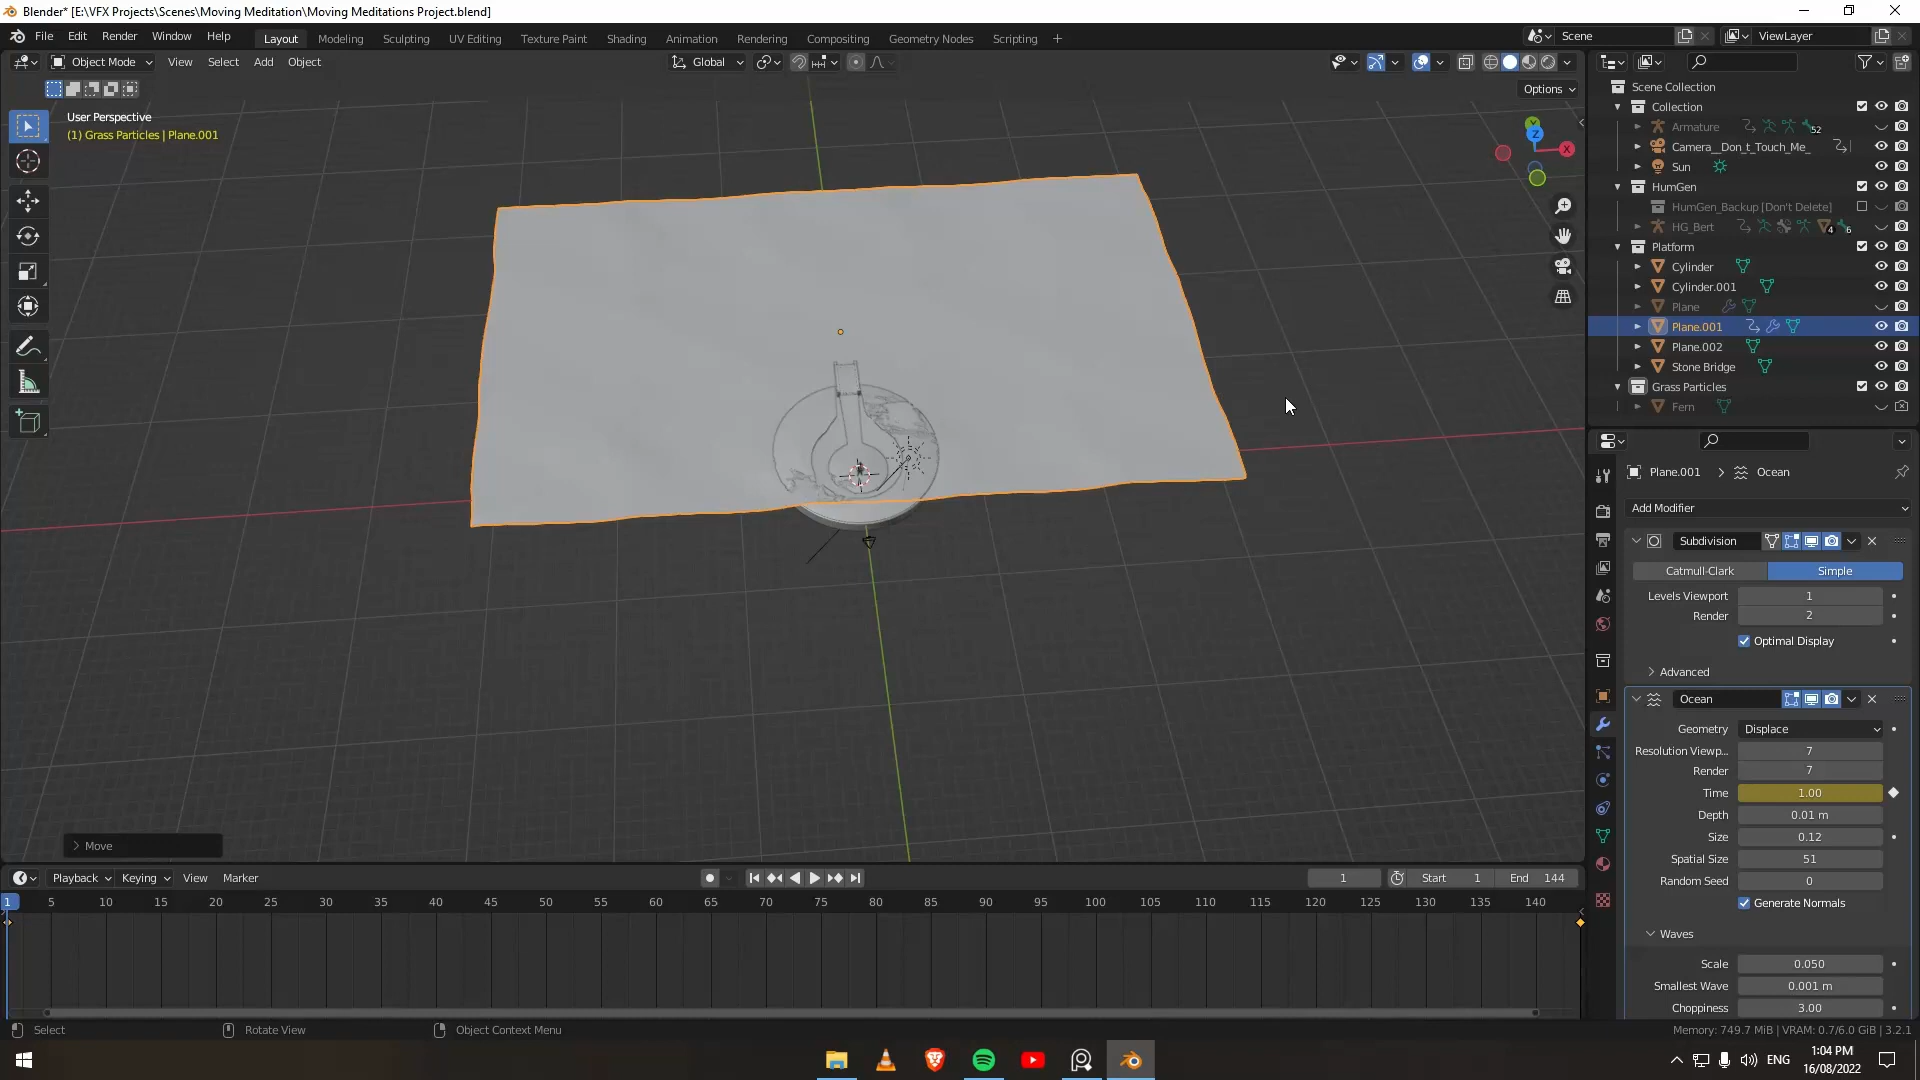 Blender* [E:\VFX Projects\Scenes\Moving Meditation\Moving Meditations Project.blend]
File Edit Render Window Help Layout Modeling Sculpting UV Editing Texture Paint Shading Animation Rendering Compositing Geometry Nodes Scripting + Scene ViewLayer
Object Mode View Select Add Object Global
Options
User Perspective
(1) Grass Particles | Plane.001
Z
X
Scene Collection
Collection
Armature 52
Camera__Don_t_Touch_Me_
Sun
HumGen
HumGen_Backup [Don't Delete]
HG_Bert 4 6
Platform
Cylinder
Cylinder.001
Plane
Plane.001
Plane.002
Stone Bridge
Grass Particles
Fern
Plane.001 > Ocean
Add Modifier
Subdivision
Catmull-Clark Simple
Levels Viewport 1
Render 2
Optimal Display
Advanced
Ocean
Geometry Displace
Resolution Viewp... 7
Render 7
Time 1.00
Depth 0.01 m
Size 0.12
Spatial Size 51
Random Seed 0
Generate Normals
Waves
Scale 0.050
Smallest Wave 0.001 m
Choppiness 3.00
> Move
Playback Keying View Marker 1 Start 1 End 144
1 5 10 15 20 25 30 35 40 45 50 55 60 65 70 75 80 85 90 95 100 105 110 115 120 125 130 135 140
Select Rotate View Object Context Menu Memory: 749.7 MiB | VRAM: 0.7/6.0 GiB | 3.2.1
ENG 1:04 PM
16/08/2022